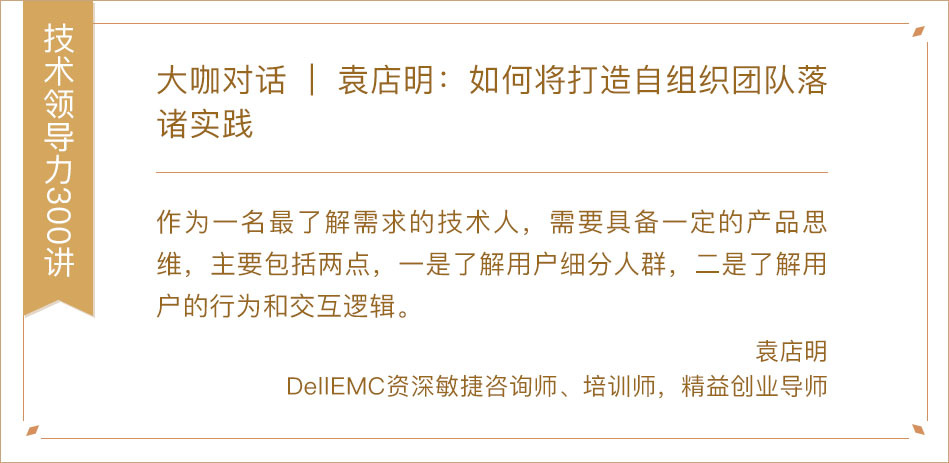 技术领导力300讲
大咖对话 | 袁店明：如何将打造自组织团队落
诸实践
作为一名最了解需求的技术人，需要具备一定的产品思
维，主要包括两点，一是了解用户细分人群，二是了解用
户的行为和交互逻辑。
袁店明
DellEMC资深敏捷咨询师、培训师，精益创业导师